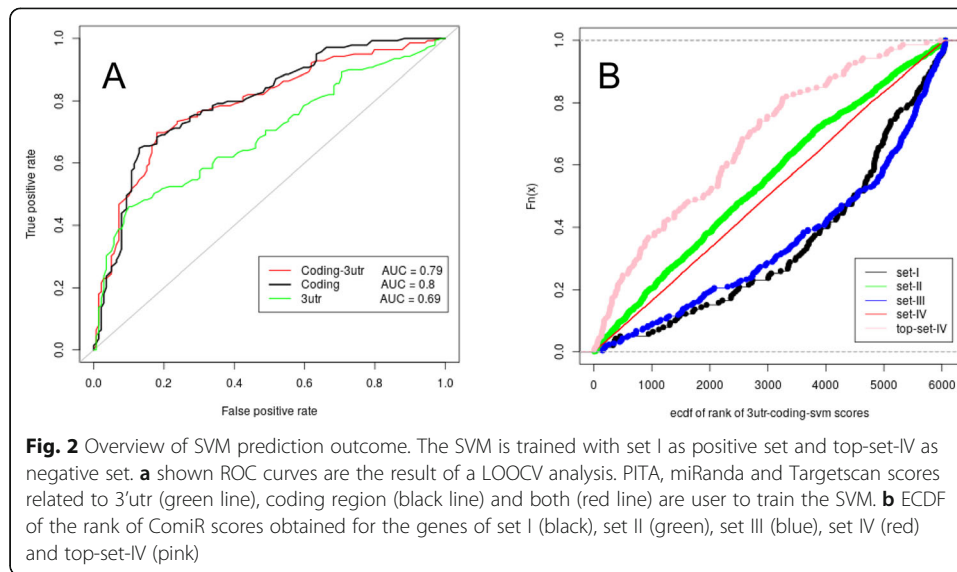 A
True positive rate
1.0
0.8
0.6
0.4
0.2
0.0
Coding-3utr AUC = 0.79
Coding AUC = 0.8
3utr AUC = 0.69
0.0 0.2 0.4 0.6 0.8 1.0
False positive rate
B
Fn(x)
1.0
0.8
0.6
0.4
0.2
0.0
set-I
set-II
set-III
set-IV
top-set-IV
0 1000 2000 3000 4000 5000 6000
ecdf of rank of 3utr-coding-svm scores
Fig. 2 Overview of SVM prediction outcome. The SVM is trained with set I as positive set and top-set-IV as
negative set. a shown ROC curves are the result of a LOOCV analysis. PITA, miRanda and Targetscan scores
related to 3’utr (green line), coding region (black line) and both (red line) are user to train the SVM. b ECDF
of the rank of ComiR scores obtained for the genes of set I (black), set II (green), set III (blue), set IV (red)
and top-set-IV (pink)